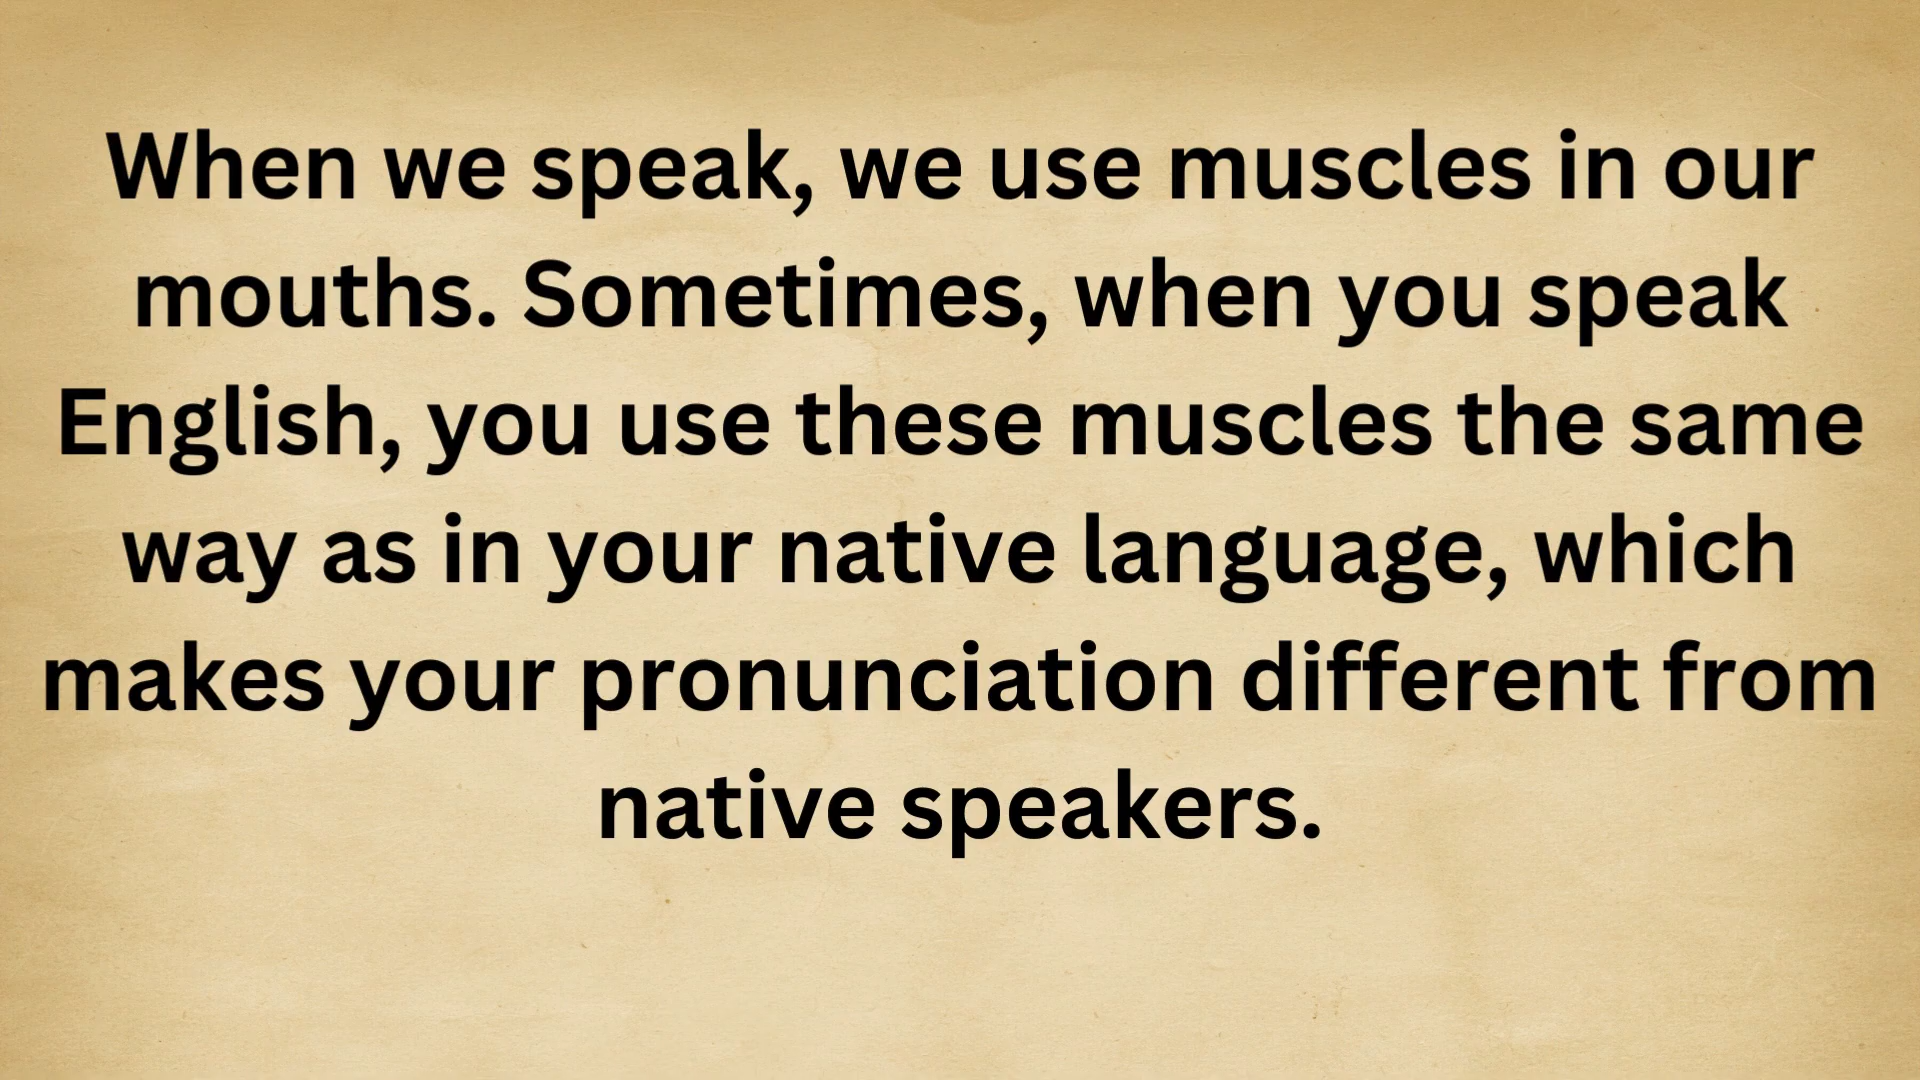 When we speak, we use muscles in our
mouths. Sometimes, when you speak
English, you use these muscles the same
way as in your native language, which
makes your pronunciation different from
native speakers.